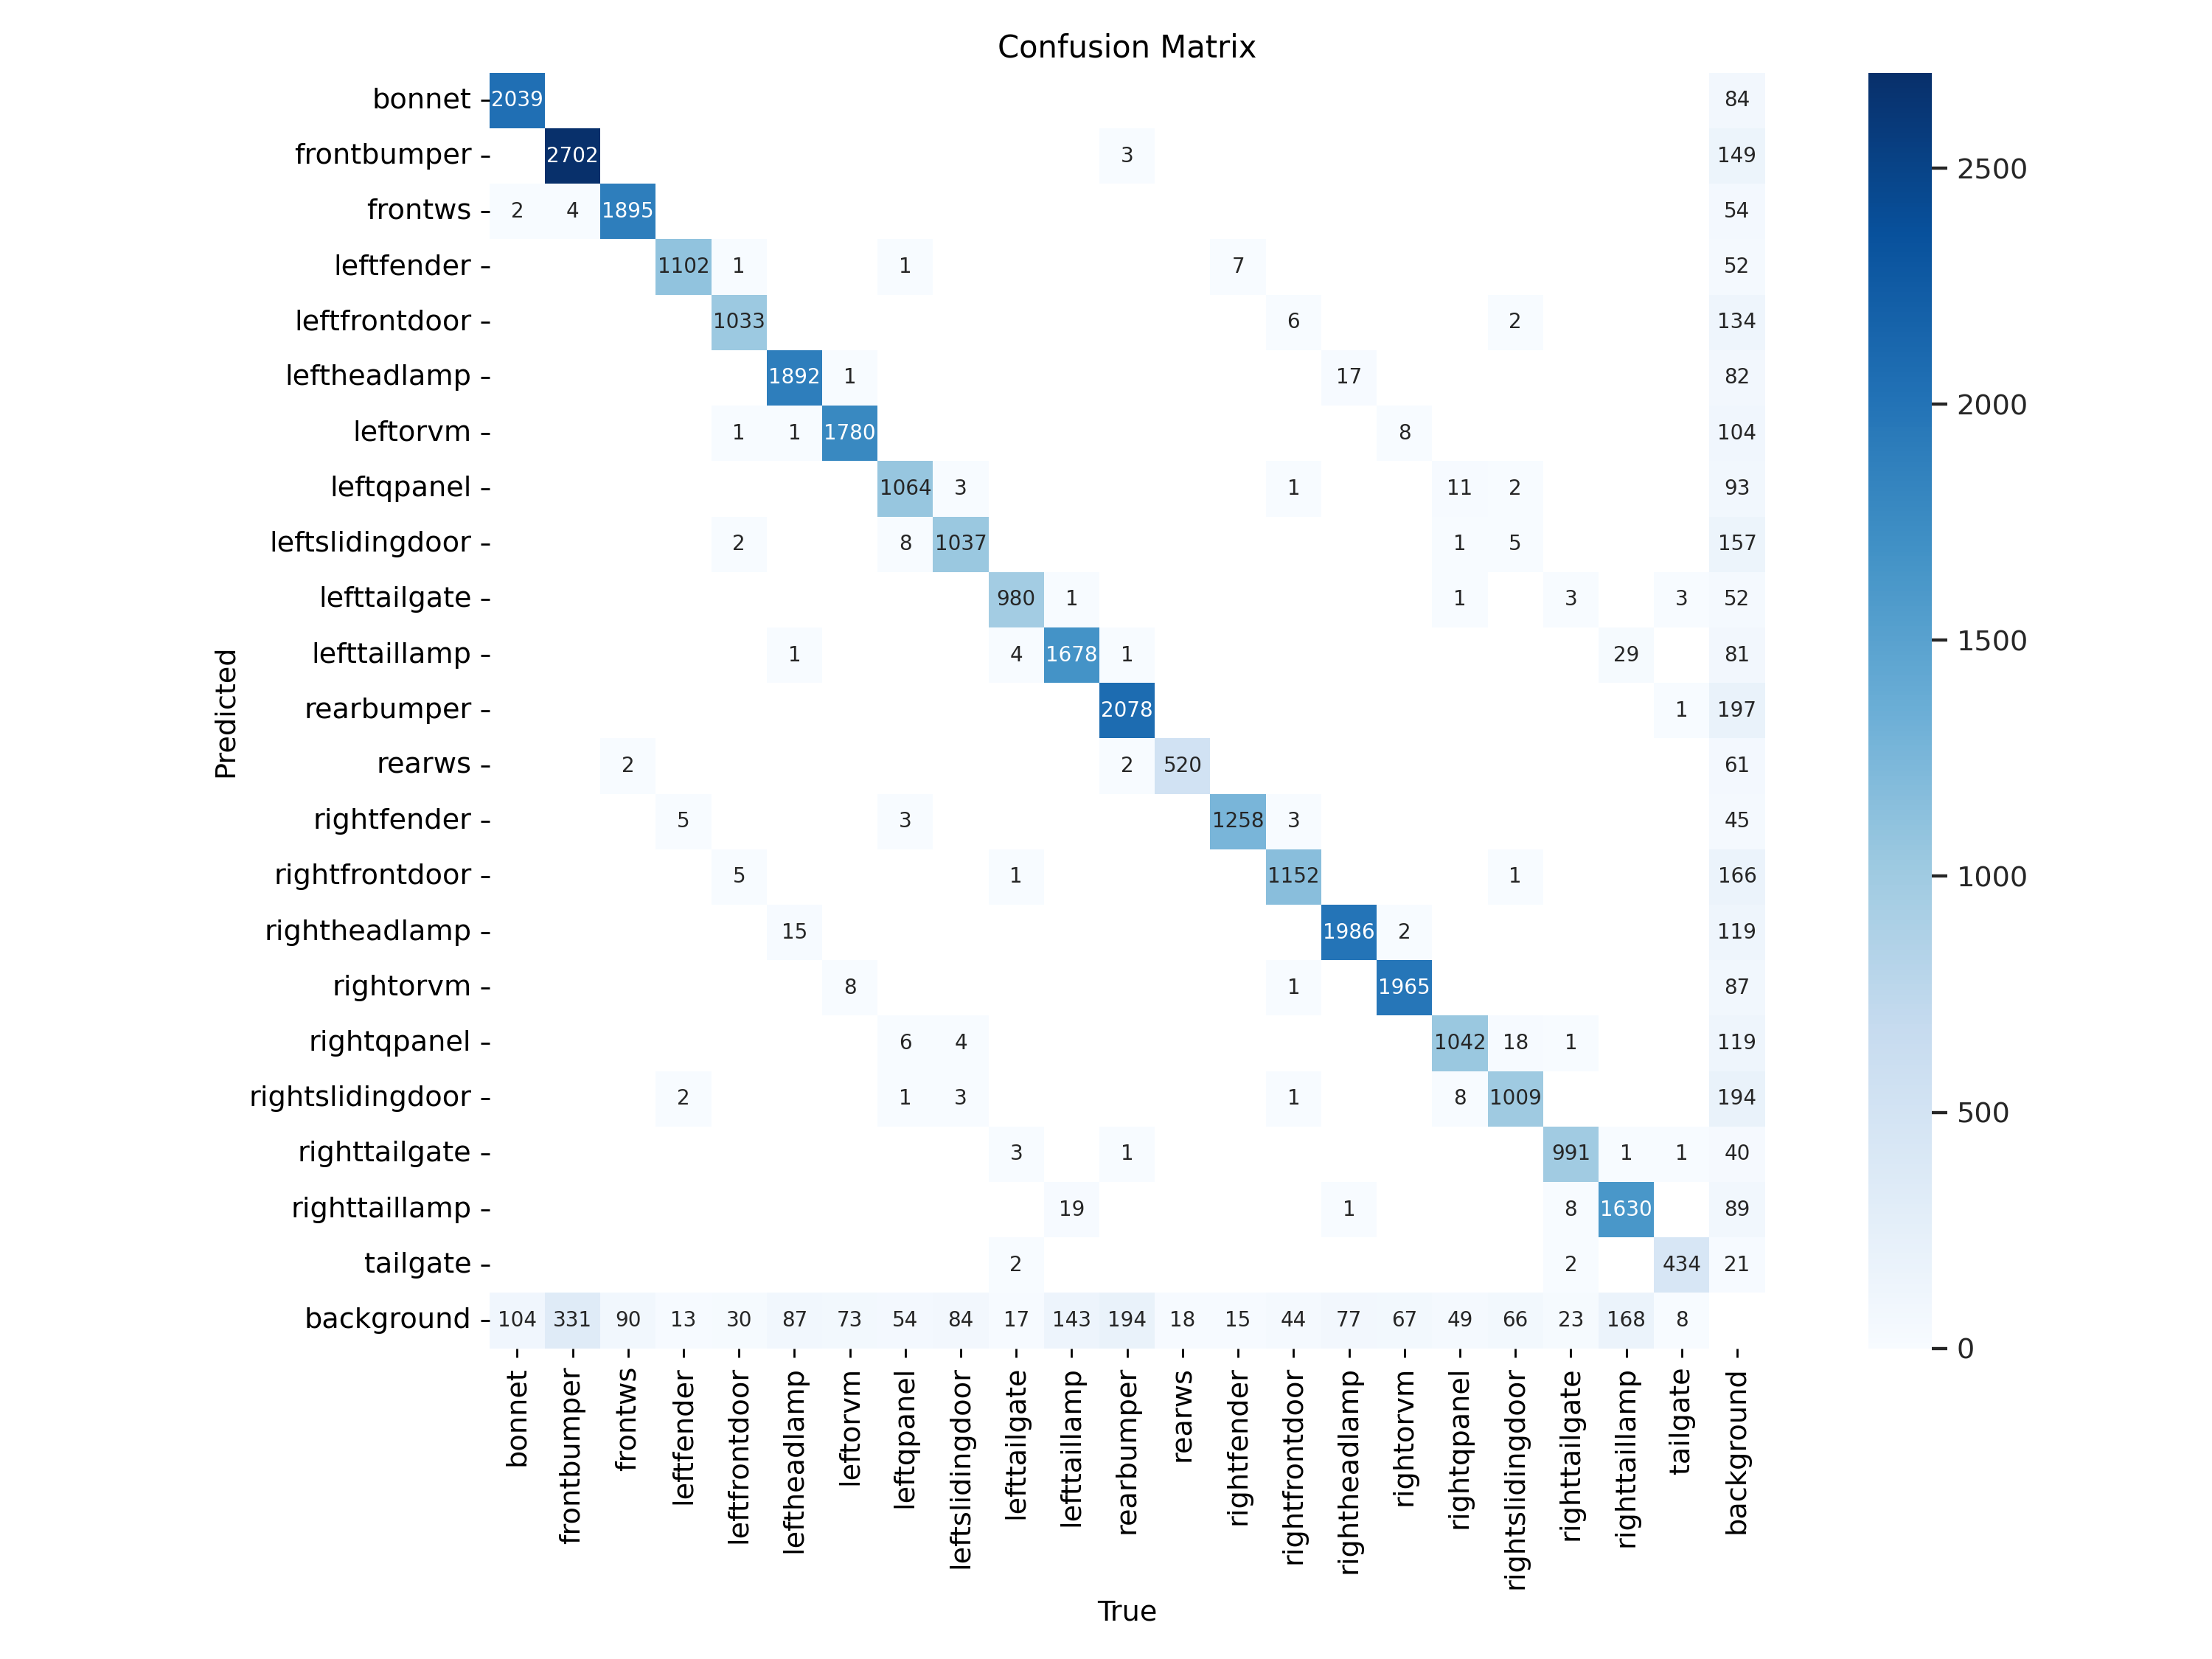 Confusion Matrix
bonnet 2039 84
frontbumper 2702 3 149
frontws 2 4 1895 54
leftfender 1102 1 1 7 52
leftfrontdoor 1033 6 2 134
leftheadlamp 1892 1 17 82
leftorvm 1 1 1780 8 104
leftqpanel 1064 3 1 11 2 93
leftslidingdoor 2 8 1037 1 5 157
lefttailgate 980 1 1 3 3 52
lefttaillamp 1 4 1678 1 29 81
rearbumper 2078 1 197
rearws 2 2 520 61
rightfender 5 3 1258 3 45
rightfrontdoor 5 1 1152 1 166
rightheadlamp 15 1986 2 119
rightorvm 8 1 1965 87
rightqpanel 6 4 1042 18 1 119
rightslidingdoor 2 1 3 1 8 1009 194
righttailgate 3 1 991 1 1 40
righttaillamp 19 1 8 1630 89
tailgate 2 2 434 21
background 104 331 90 13 30 87 73 54 84 17 143 194 18 15 44 77 67 49 66 23 168 8
Predicted
bonnet
frontbumper
frontws
leftfender
leftfrontdoor
leftheadlamp
leftorvm
leftqpanel
leftslidingdoor
lefttailgate
lefttaillamp
rearbumper
rearws
rightfender
rightfrontdoor
rightheadlamp
rightorvm
rightqpanel
rightslidingdoor
righttailgate
righttaillamp
tailgate
background
True
2500
2000
1500
1000
500
0